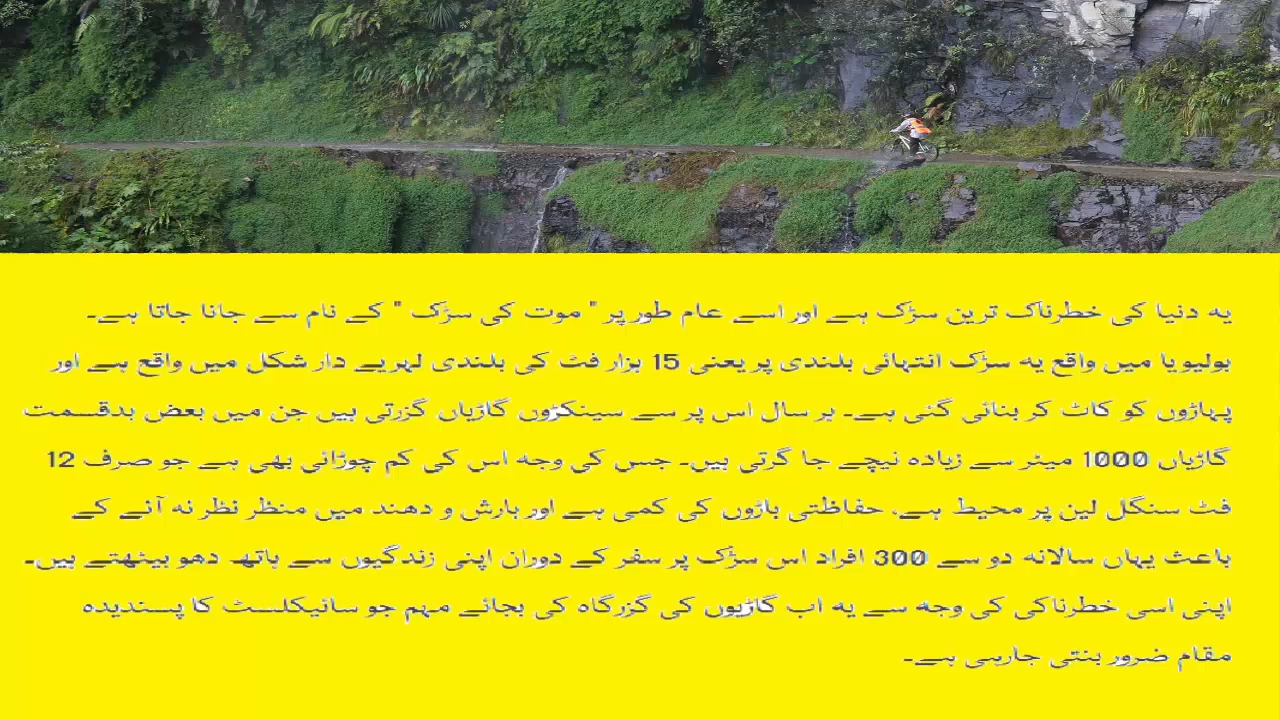 یہ دنیا کی خطرناک ترین سڑک ہے اور اسے عام طور پر " موت کی سڑک " کے نام سے جانا جاتا ہے۔
بولیویا میں واقع یہ سڑک انتہائی بلندی پر یعنی 15 ہزار فٹ کی بلندی لہریے دار شکل میں واقع ہے اور
پہاڑوں کو کاٹ کر بنائی گئی ہے۔ ہر سال اس پر سے سینکڑوں گاڑیاں گزرتی ہیں جن میں بعض بدقسمت
گاڑیاں 1000 میٹر سے زیادہ نیچے جا گرتی ہیں۔ جس کی وجہ اس کی کم چوڑائی بھی ہے جو صرف 12
فٹ سنگل لین پر محیط ہے۔ حفاظتی باڑوں کی کمی ہے اور بارش و دھند میں منظر نظر نہ آنے کے
باعث یہاں سالانہ دو سے 300 افراد اس سڑک پر سفر کے دوران اپنی زندگیوں سے ہاتھ دھو بیٹھتے ہیں۔
اپنی اسی خطرناکی کی وجہ سے یہ اب گاڑیوں کی گزرگاہ کی بجائے مہم جو سائیکلسٹ کا پسندیدہ
مقام ضرور بنتی جارہی ہے۔